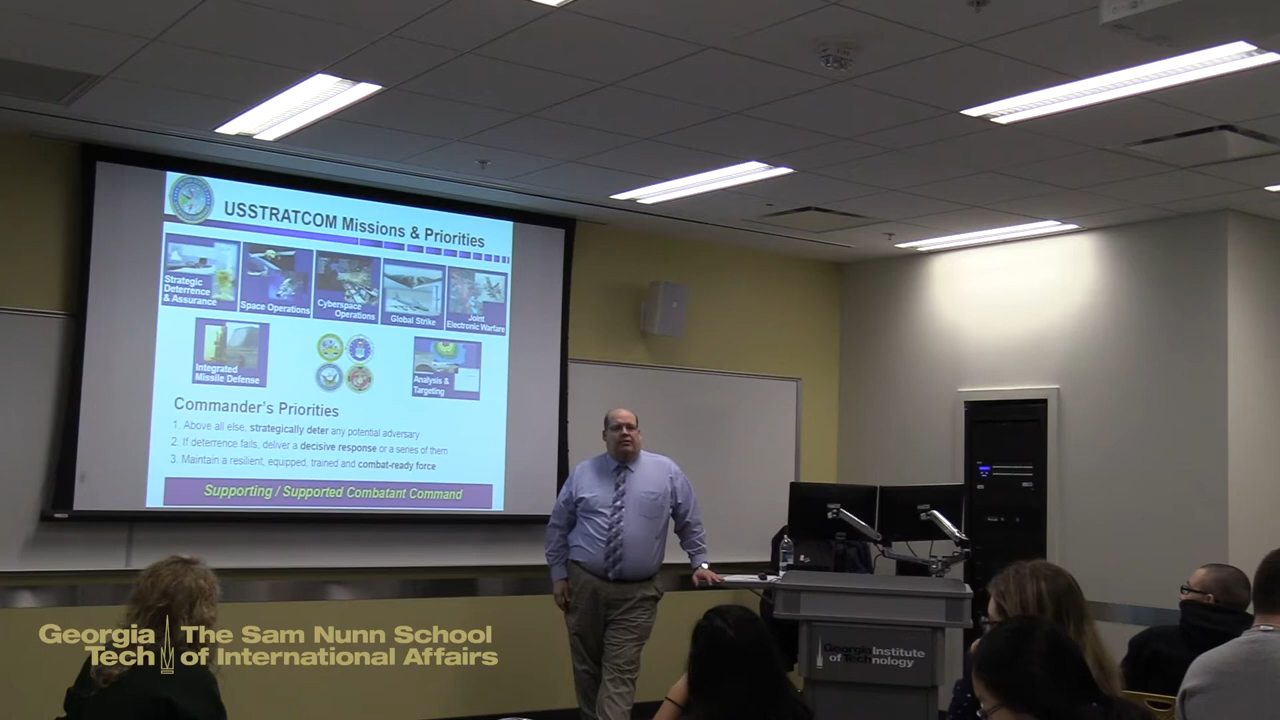 USSTRATCOM Missions & Priorities
Strategic
Deterrence
& Assurance
Space Operations
Cyberspace
Operations
Global Strike
Joint
Electronic Warfare
Integrated
Missile Defense
Analysis &
Targeting
Commander's Priorities
1. Above all else, strategically deter any potential adversary
2. If deterrence fails, deliver a decisive response or a series of them
3. Maintain a resilient, equipped, trained and combat-ready force
Supporting / Supported Combatant Command
Georgia Institute
of Technology
Georgia
Tech
The Sam Nunn School
of International Affairs